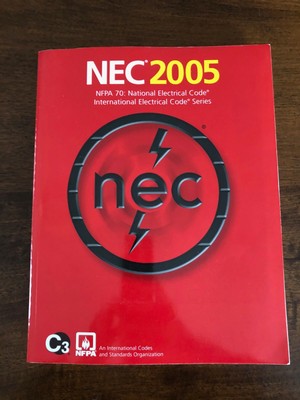 NEC® 2005
NFPA 70: National Electrical Code®
International Electrical Code® Series
nec®
C3
NFPA®
An International Codes
and Standards Organization